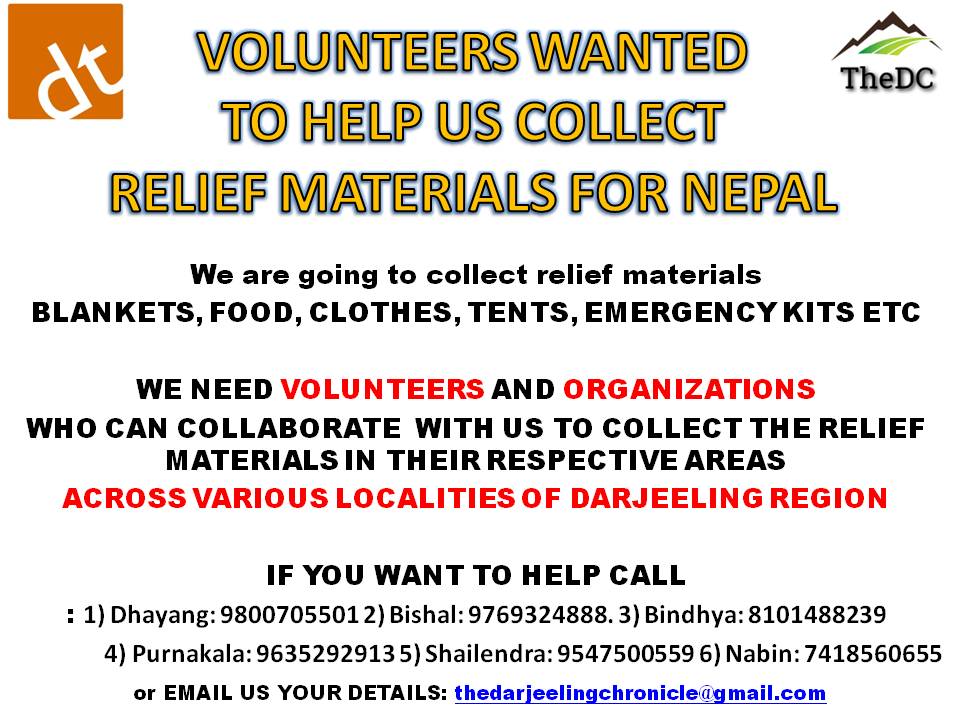 dt
TheDC
VOLUNTEERS WANTED
TO HELP US COLLECT
RELIEF MATERIALS FOR NEPAL
We are going to collect relief materials
BLANKETS, FOOD, CLOTHES, TENTS, EMERGENCY KITS ETC
WE NEED VOLUNTEERS AND ORGANIZATIONS
WHO CAN COLLABORATE WITH US TO COLLECT THE RELIEF
MATERIALS IN THEIR RESPECTIVE AREAS
ACROSS VARIOUS LOCALITIES OF DARJEELING REGION
IF YOU WANT TO HELP CALL
: 1) Dhayang: 9800705501 2) Bishal: 9769324888. 3) Bindhya: 8101488239
4) Purnakala: 9635292913 5) Shailendra: 9547500559 6) Nabin: 7418560655
or EMAIL US YOUR DETAILS: thedarjeelingchronicle@gmail.com